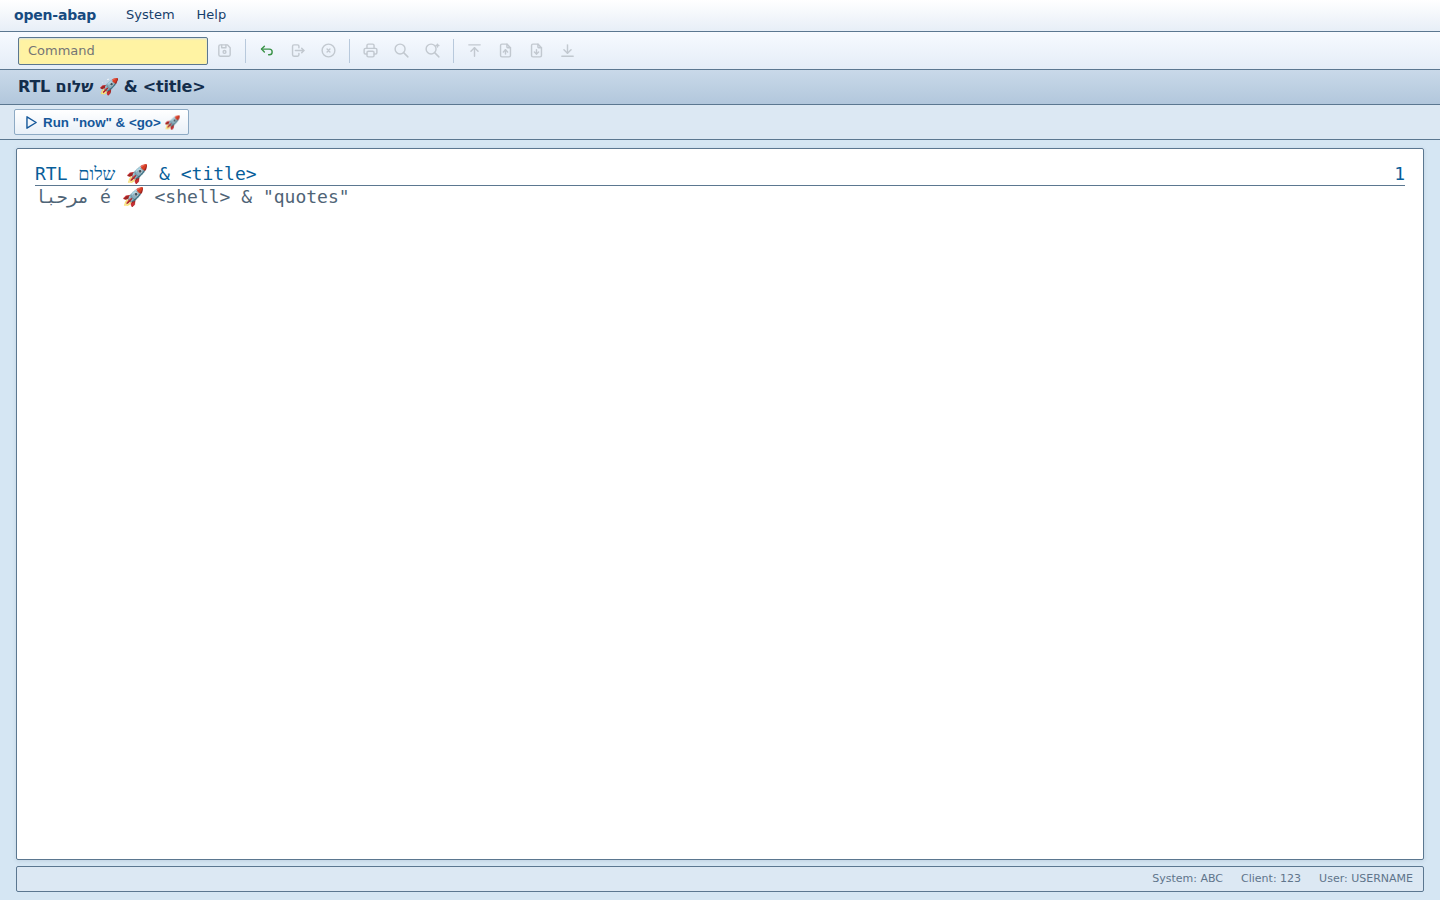 open-abap System Help
Command
RTL שלום 🚀 & <title>
Run "now" & <go> 🚀
RTL שלום 🚀 & <title> 1
مرحبا é 🚀 <shell> & "quotes"
System: ABC Client: 123 User: USERNAME